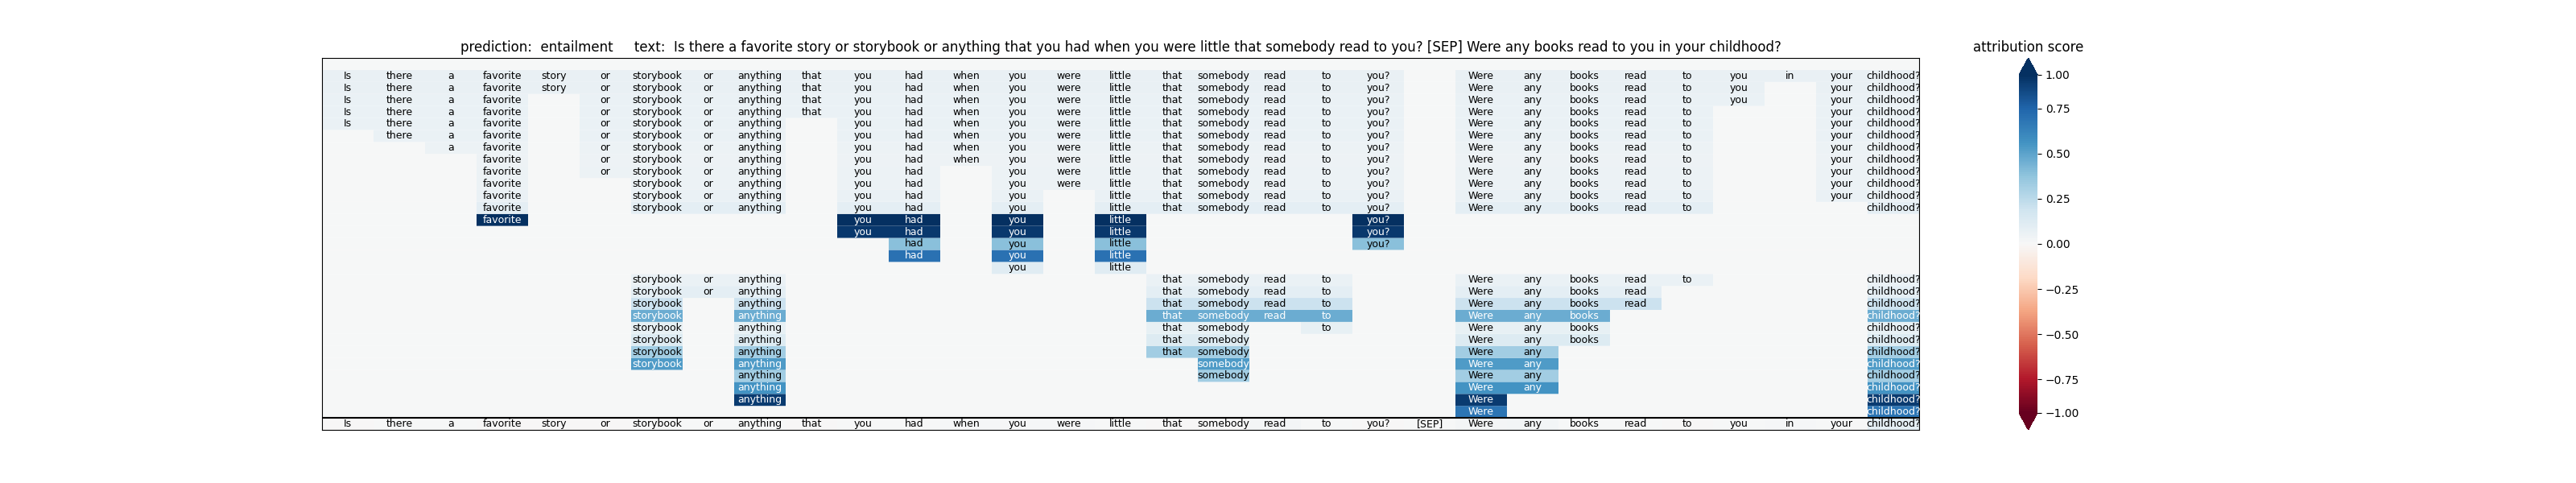 prediction: entailment text: Is there a favorite story or storybook or anything that you had when you were little that somebody read to you? [SEP] Were any books read to you in your childhood?
attribution score
Is there a favorite story or storybook or anything that you had when you were little that somebody read to you? Were any books read to you in your childhood?
Is there a favorite story or storybook or anything that you had when you were little that somebody read to you? Were any books read to you your childhood?
Is there a favorite or storybook or anything that you had when you were little that somebody read to you? Were any books read to you your childhood?
Is there a favorite or storybook or anything that you had when you were little that somebody read to you? Were any books read to your childhood?
Is there a favorite or storybook or anything you had when you were little that somebody read to you? Were any books read to your childhood?
there a favorite or storybook or anything you had when you were little that somebody read to you? Were any books read to your childhood?
a favorite or storybook or anything you had when you were little that somebody read to you? Were any books read to your childhood?
favorite or storybook or anything you had when you were little that somebody read to you? Were any books read to your childhood?
favorite or storybook or anything you had you were little that somebody read to you? Were any books read to your childhood?
favorite storybook or anything you had you were little that somebody read to you? Were any books read to your childhood?
favorite storybook or anything you had you little that somebody read to you? Were any books read to your childhood?
favorite storybook or anything you had you little that somebody read to you? Were any books read to childhood?
favorite you had you little you?
you had you little you?
had you little you?
had you little
you little
storybook or anything that somebody read to Were any books read to childhood?
storybook or anything that somebody read to Were any books read childhood?
storybook anything that somebody read to Were any books read childhood?
storybook anything that somebody read to Were any books childhood?
storybook anything that somebody to Were any books childhood?
storybook anything that somebody Were any books childhood?
storybook anything that somebody Were any childhood?
storybook anything somebody Were any childhood?
anything somebody Were any childhood?
anything Were any childhood?
anything Were childhood?
Were childhood?
Is there a favorite story or storybook or anything that you had when you were little that somebody read to you? [SEP] Were any books read to you in your childhood?
1.00
0.75
0.50
0.25
0.00
−0.25
−0.50
−0.75
−1.00